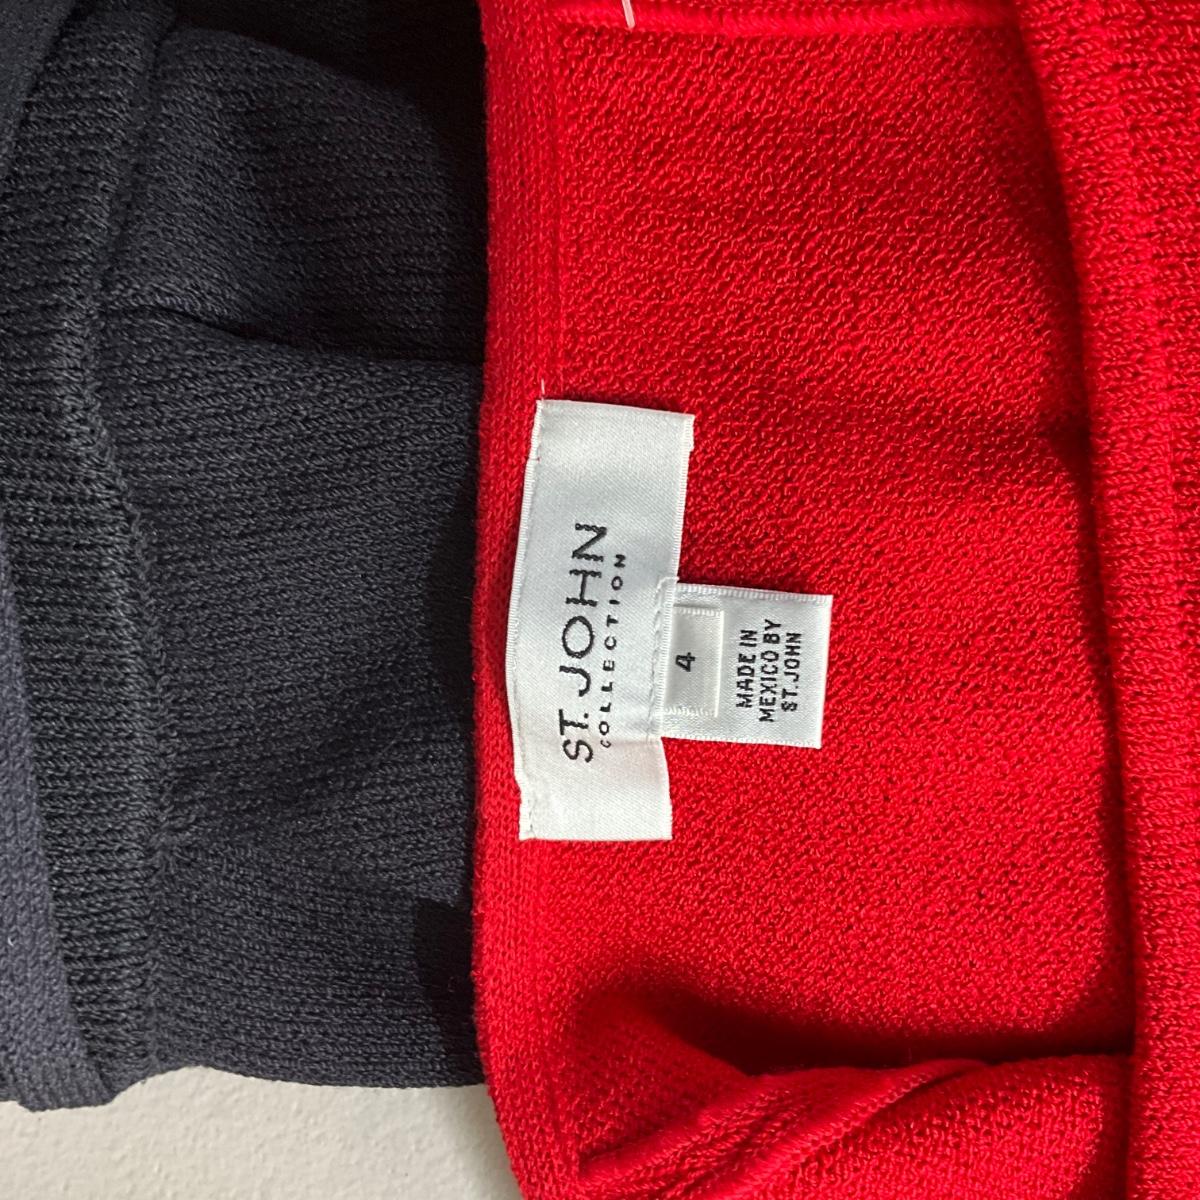 ST. JOHN
COLLECTION
4
MADE IN
MEXICO BY
ST. JOHN